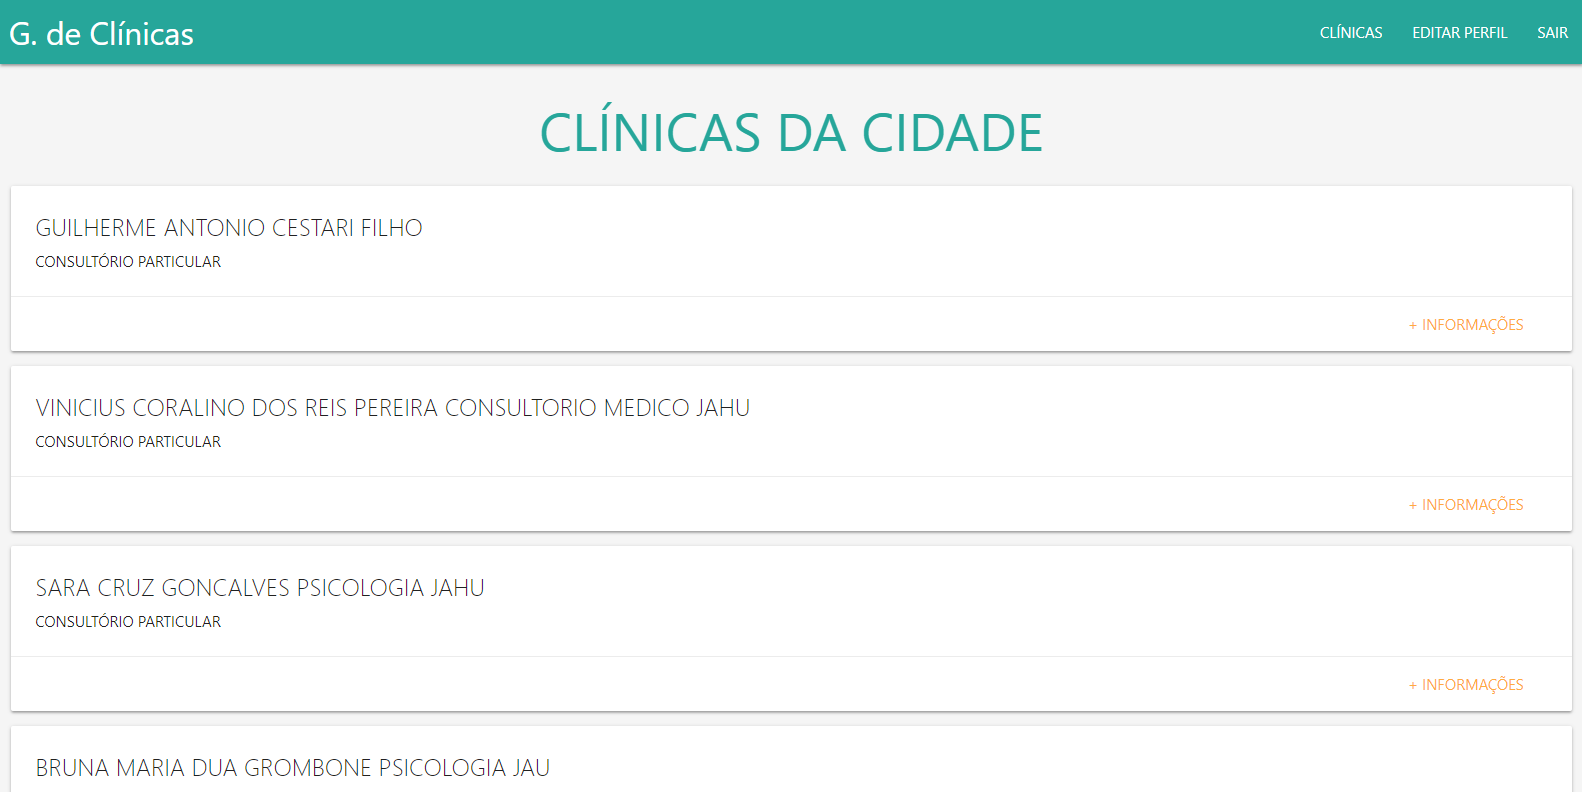 G. de Clínicas
CLÍNICAS EDITAR PERFIL SAIR
CLÍNICAS DA CIDADE
GUILHERME ANTONIO CESTARI FILHO
CONSULTÓRIO PARTICULAR
+ INFORMAÇÕES
VINICIUS CORALINO DOS REIS PEREIRA CONSULTORIO MEDICO JAHU
CONSULTÓRIO PARTICULAR
+ INFORMAÇÕES
SARA CRUZ GONCALVES PSICOLOGIA JAHU
CONSULTÓRIO PARTICULAR
+ INFORMAÇÕES
BRUNA MARIA DUA GROMBONE PSICOLOGIA JAU